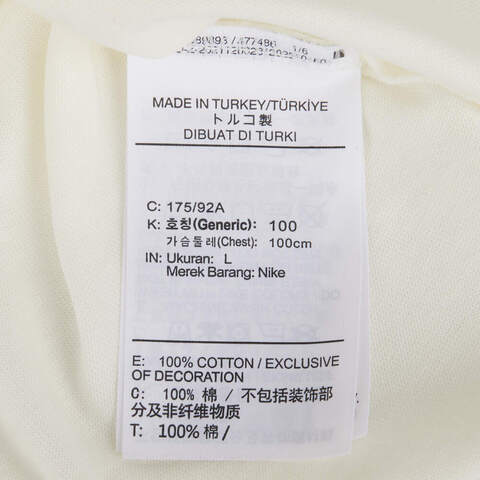 1/6
MADE IN TURKEY/TÜRKİYE
トルコ製
DIBUAT DI TURKI
C: 175/92A
K: 호칭(Generic): 100
가슴둘레(Chest): 100cm
IN: Ukuran: L
Merek Barang: Nike
E: 100% COTTON / EXCLUSIVE
OF DECORATION
C: 100% 棉 / 不包括装饰部
分及非纤维物质
T: 100% 棉 /